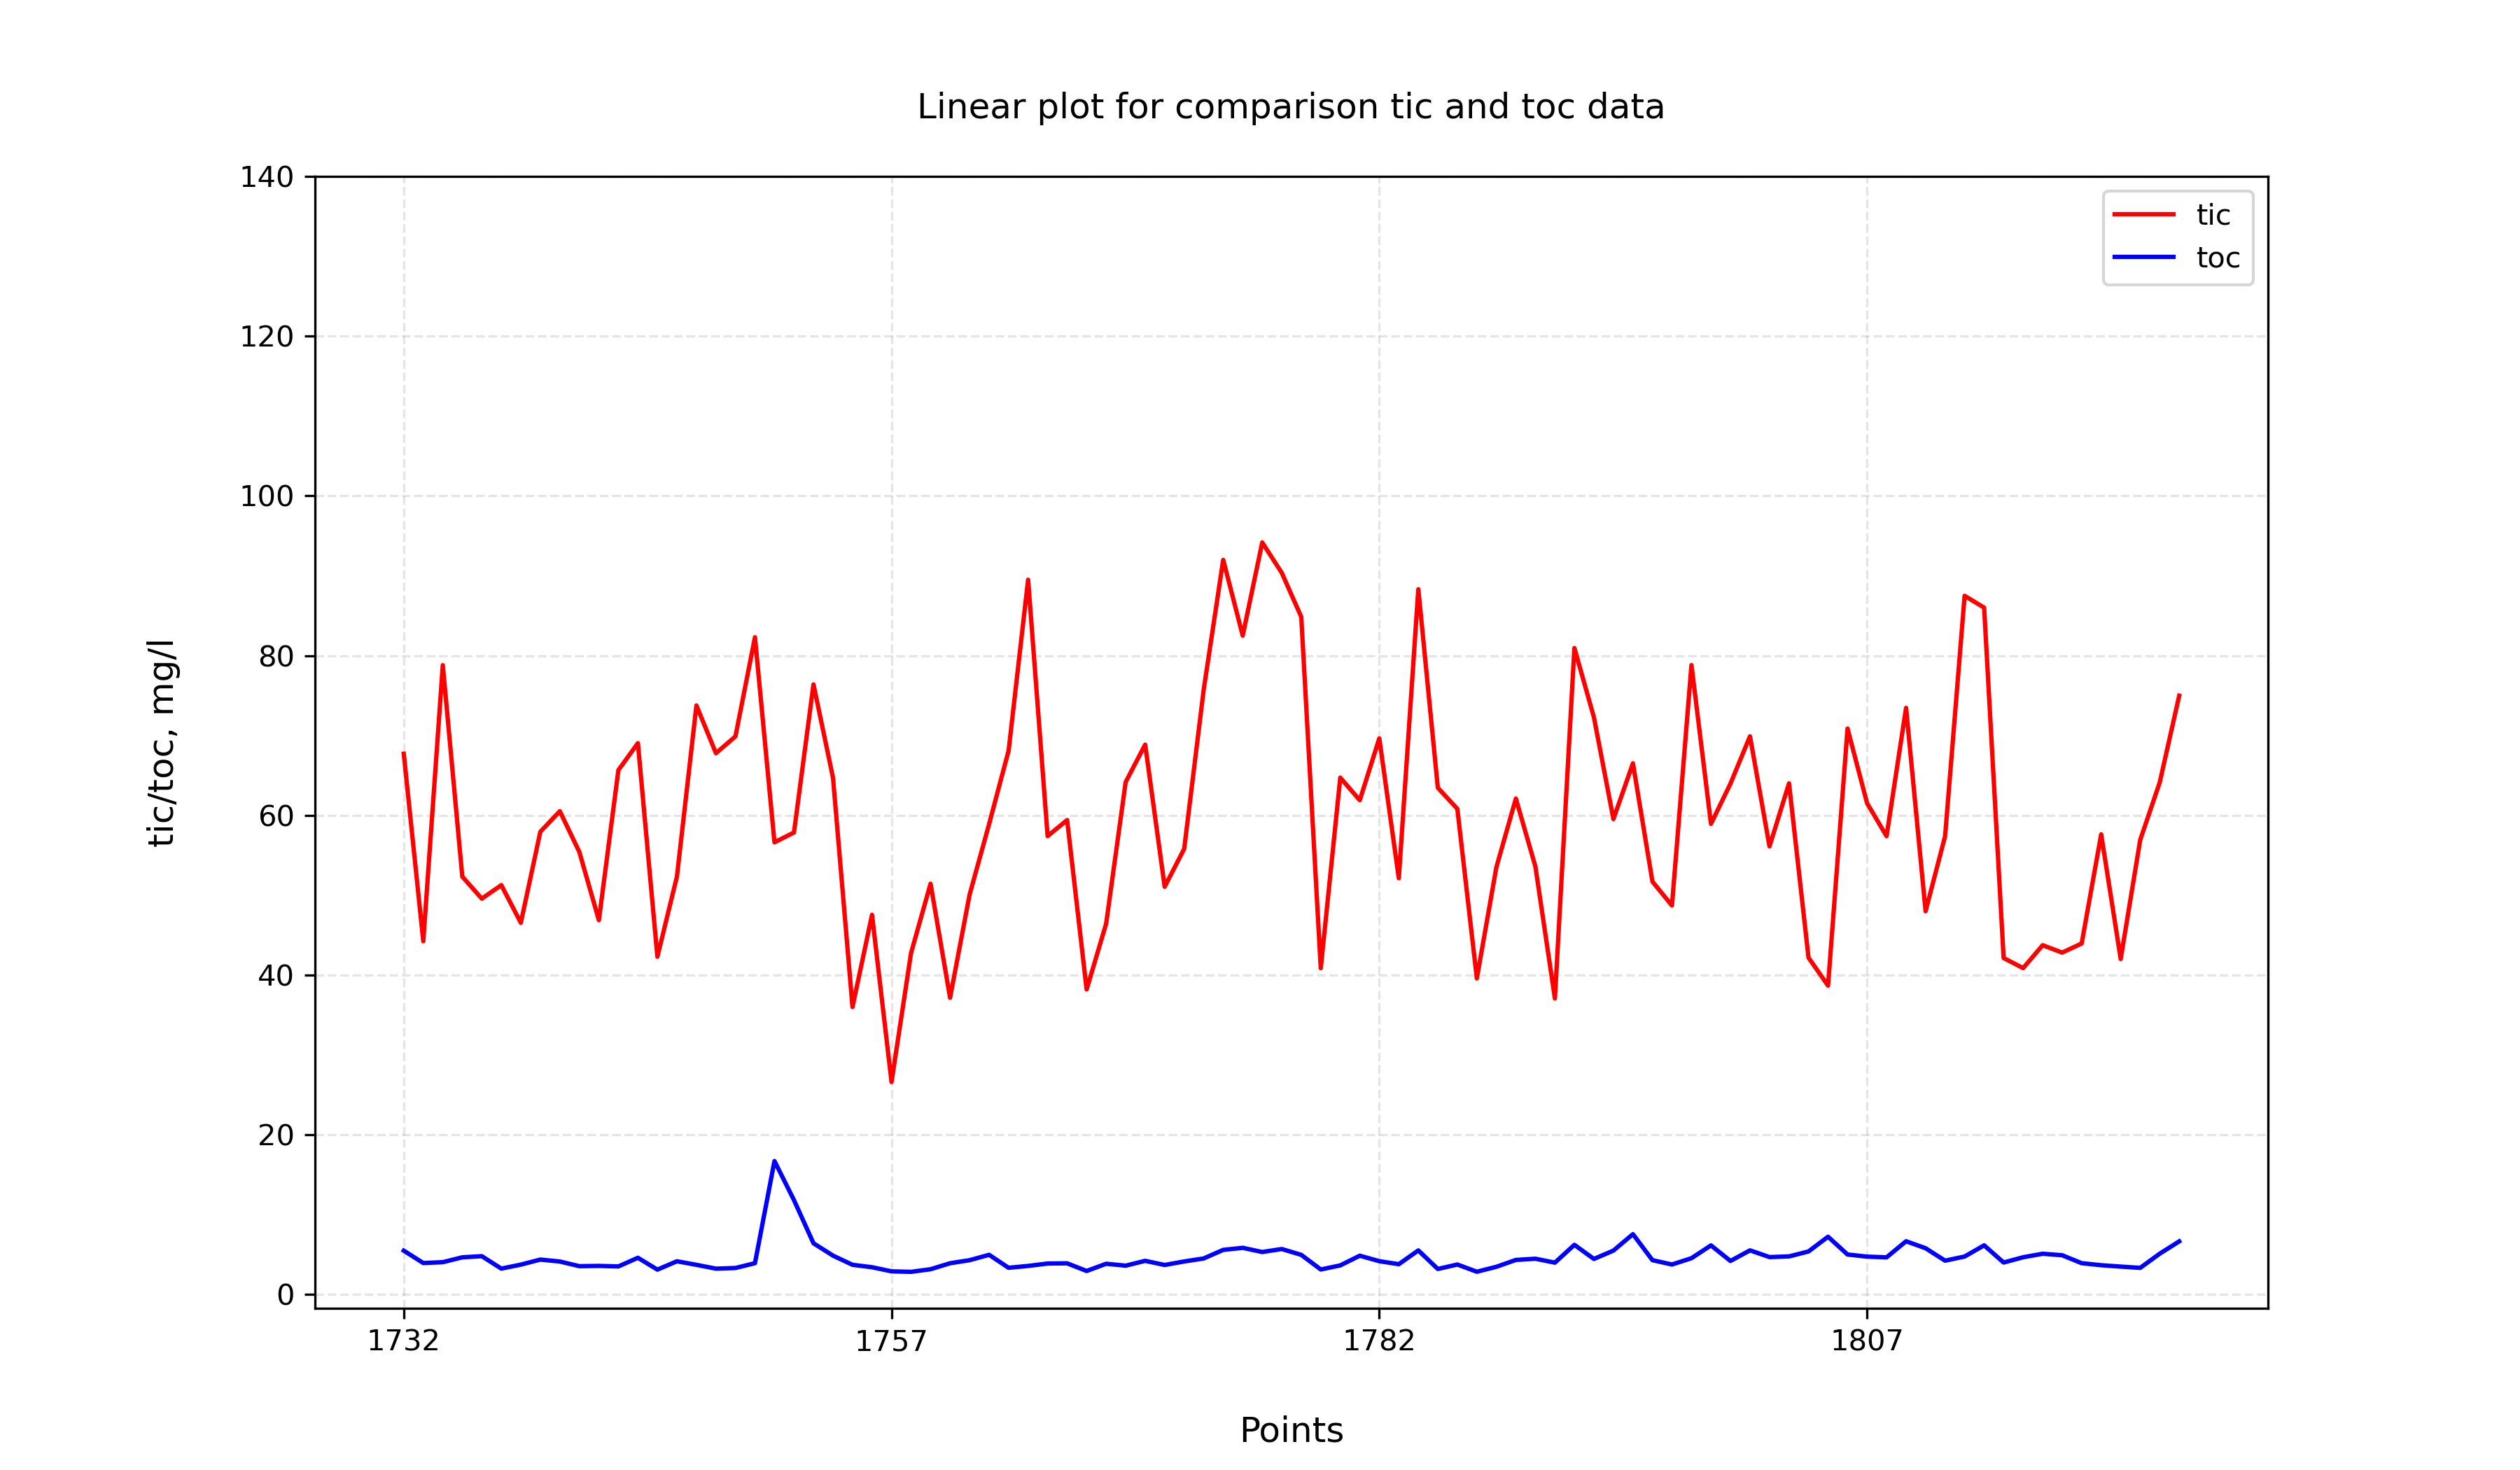 Linear plot for comparison tic and toc data
140
120
100
80
60
40
20
0
tic/toc, mg/l
tic
toc
1732 1757 1782 1807
Points